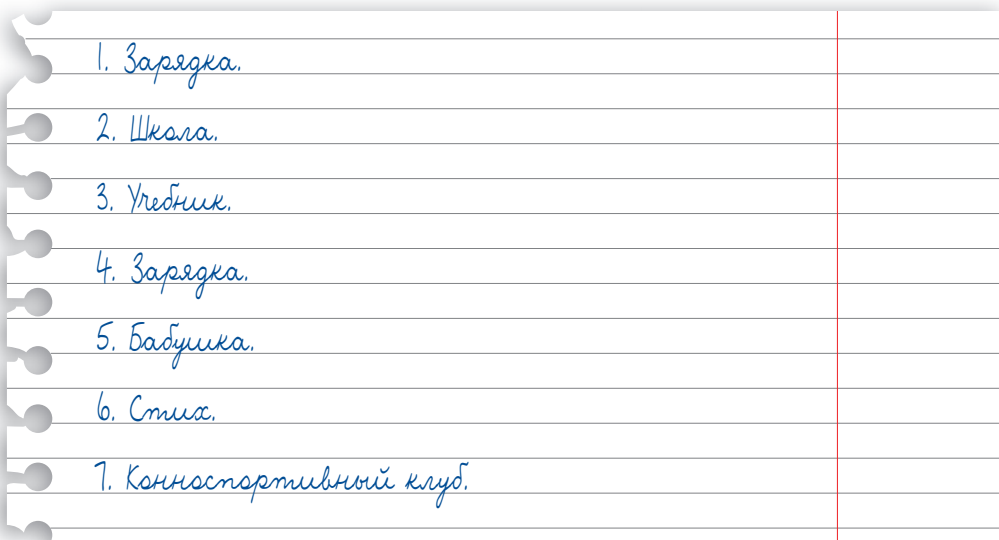 1. Зарядка.
2. Школа.
3. Учебник.
4. Зарядка.
5. Бабушка.
6. Стих.
7. Конноспортивный клуб.